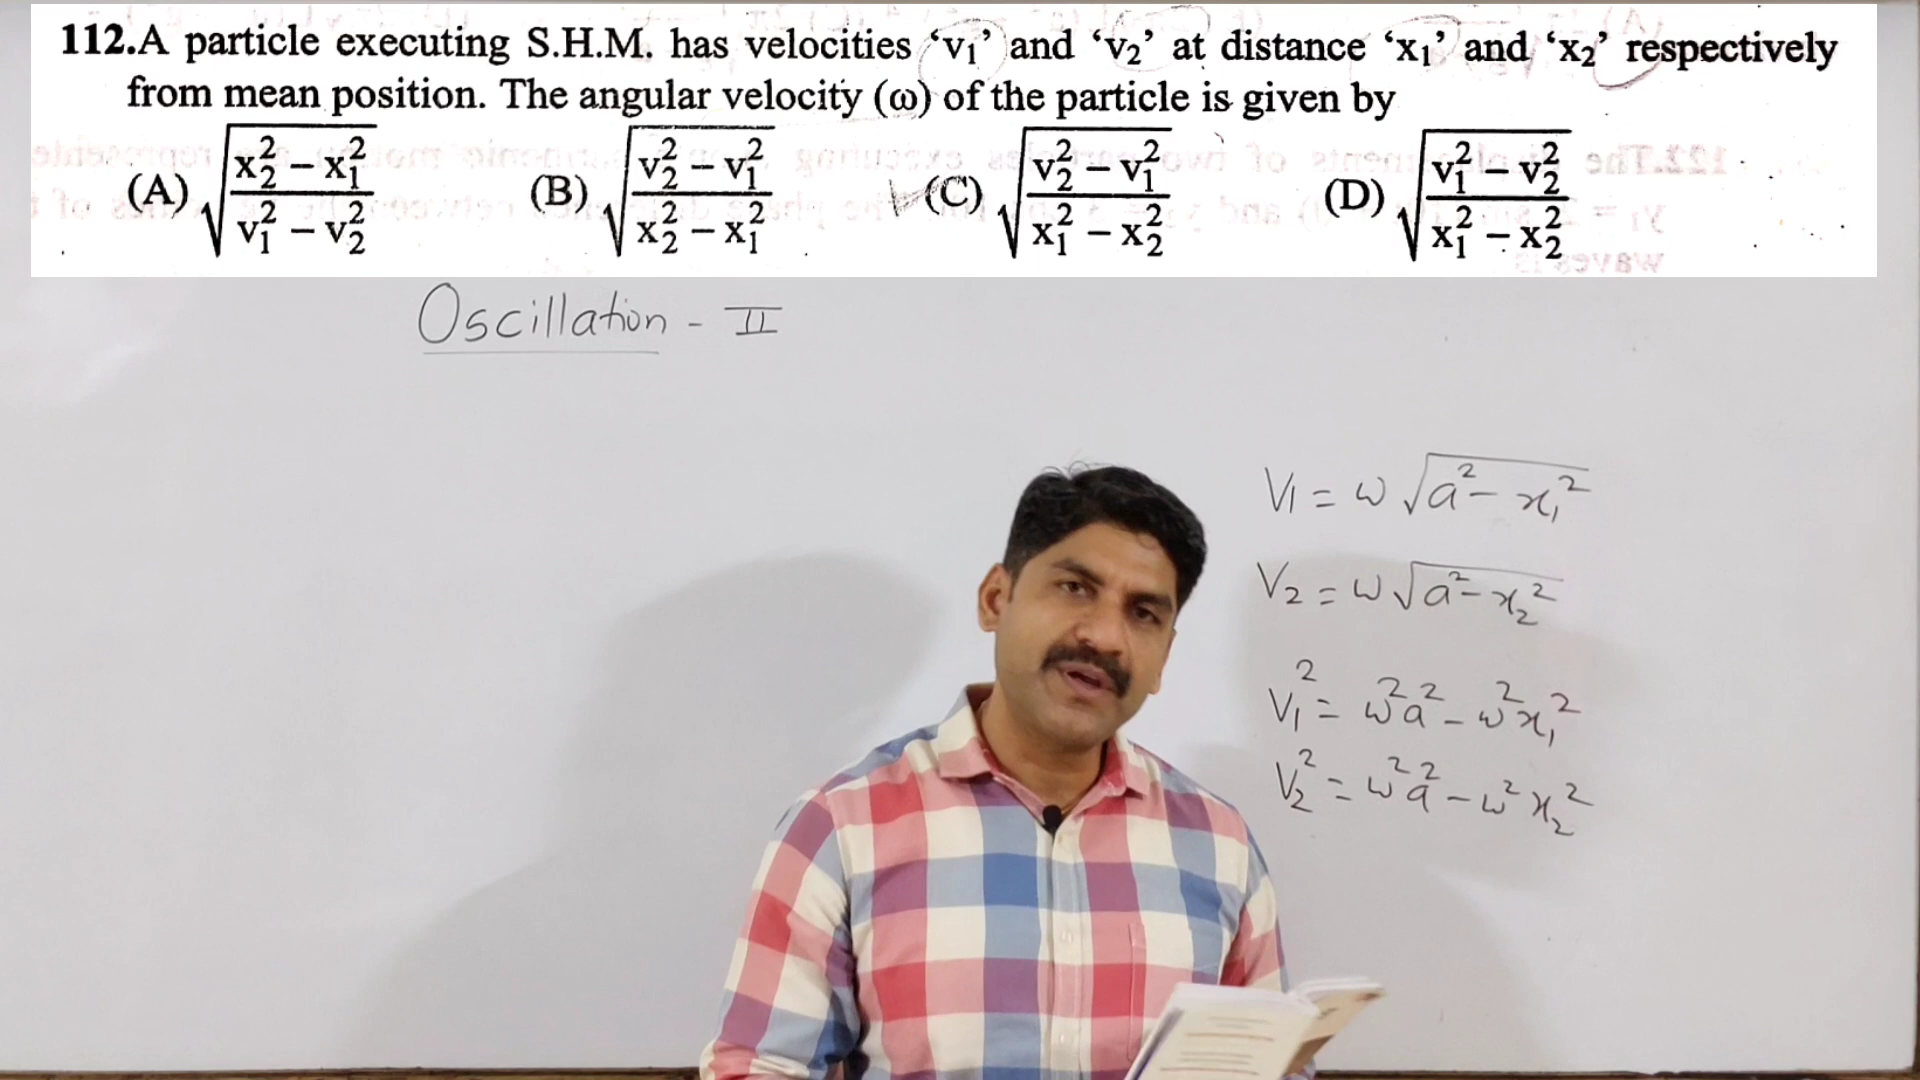 112.A particle executing S.H.M. has velocities ‘v₁’ and ‘v₂’ at distance ‘x₁’ and ‘x₂’ respectively
from mean position. The angular velocity (ω) of the particle is given by
(A) √((x₂² – x₁²)/(v₁² – v₂²)) (B) √((v₂² – v₁²)/(x₂² – x₁²)) (C) √((v₂² – v₁²)/(x₁² – x₂²)) (D) √((v₁² – v₂²)/(x₁² – x₂²))
Oscillation - II
V₁ = ω √(a² – x₁²)
V₂ = ω √(a² – x₂²)
V₁² = ω²a² – ω²x₁²
V₂² = ω²a² – ω²x₂²